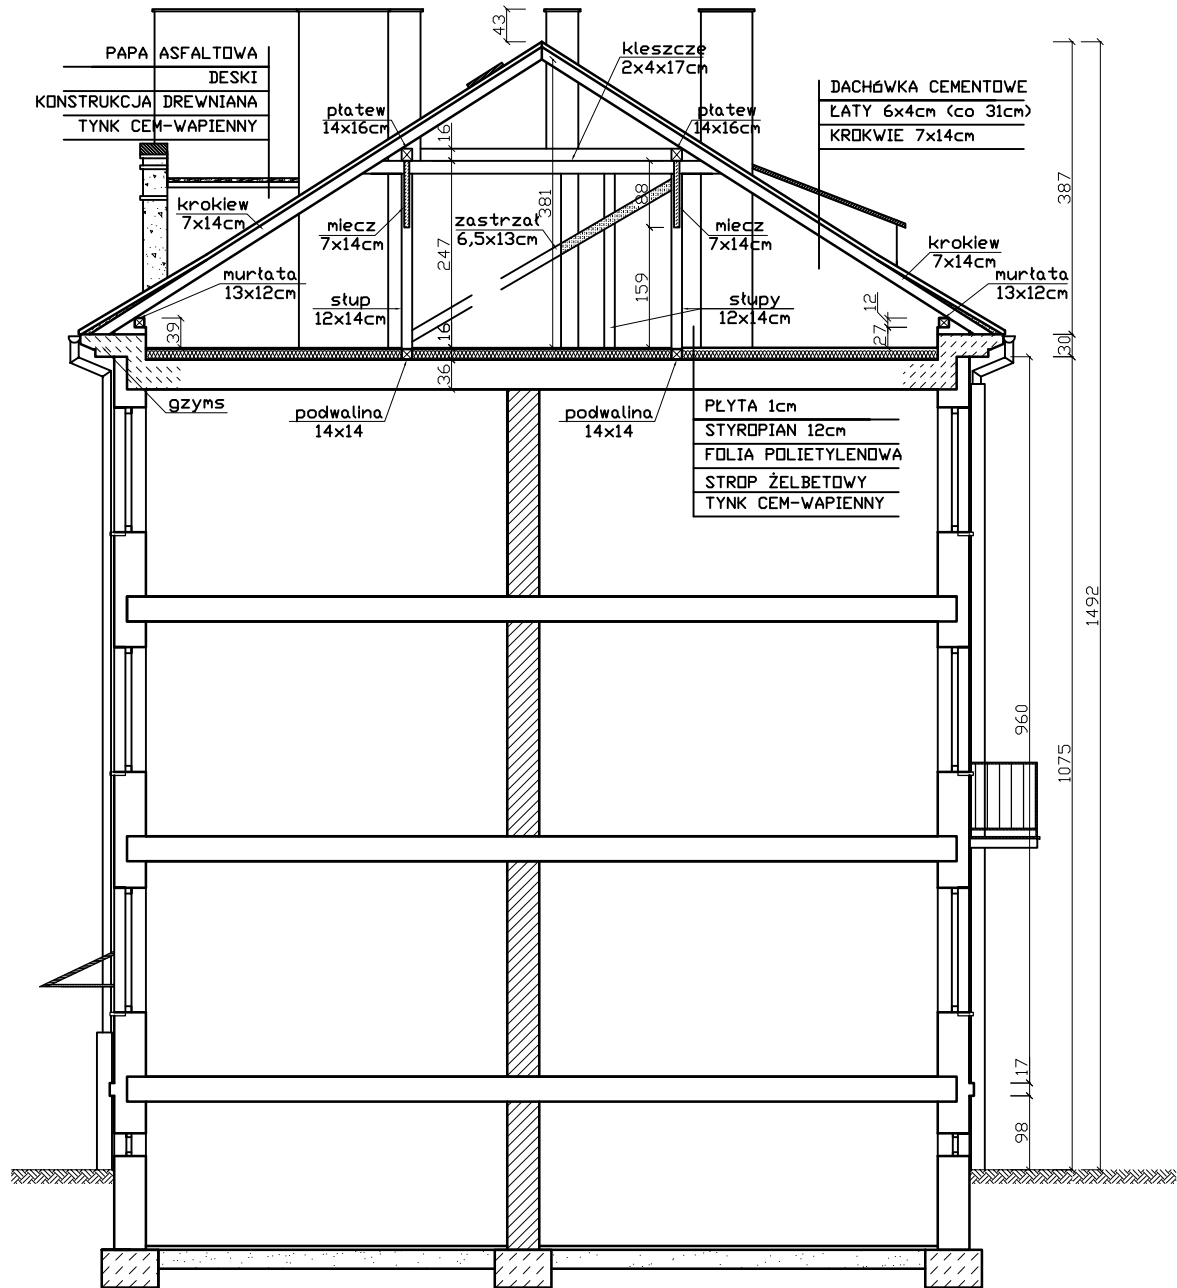 43
PAPA ASFALTOWA
DESKI
KONSTRUKCJA DREWNIANA
TYNK CEM-WAPIENNY
kleszcze
2x4x17cm
DACHÓWKA CEMENTOWE
ŁATY 6x4cm (co 31cm)
KROKWIE 7x14cm
płatew
14x16cm
płatew
14x16cm
16
krokiew
7x14cm
miecz
7x14cm
247
zastrzał
6,5x13cm
381
88
miecz
7x14cm
387
krokiew
7x14cm
murłata
13x12cm
murłata
13x12cm
159
słup
12x14cm
słupy
12x14cm
12
39
16
27
30
36
gzyms
podwalina
14x14
podwalina
14x14
PŁYTA 1cm
STYROPIAN 12cm
FOLIA POLIETYLENOWA
STROP ŻELBETOWY
TYNK CEM-WAPIENNY
1492
960
1075
17
98